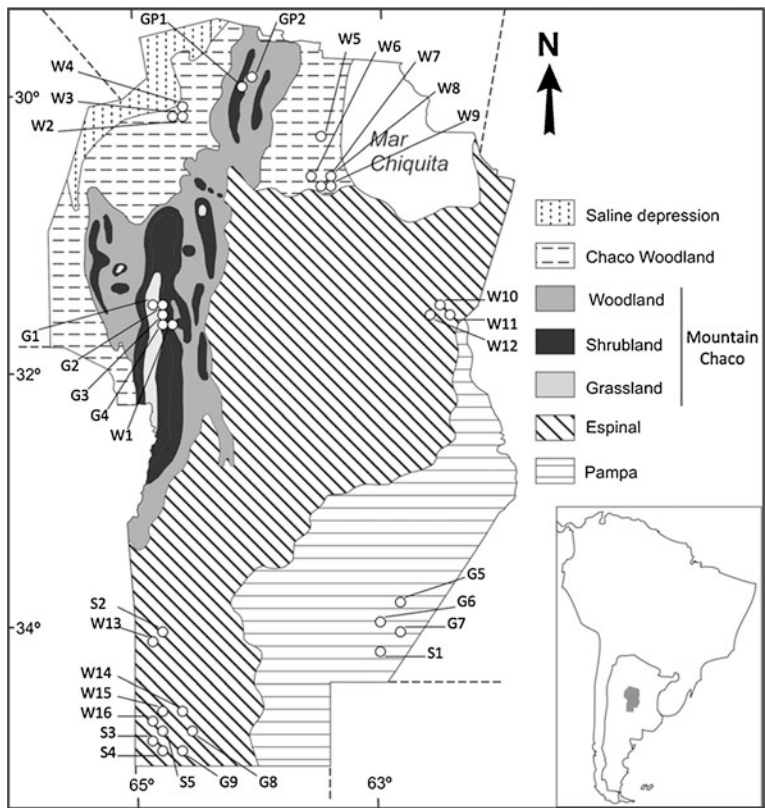 GP1
GP2
W5
W6
W7
W8
W9
W4
W3
W2
N
30º
Mar
Chiquita
Saline depression
Chaco Woodland
Woodland
Shrubland
Grassland
Mountain
Chaco
Espinal
Pampa
W10
W11
W12
G1
G2
G3
G4
W1
32º
G5
G6
G7
S1
S2
W13
34º
W14
W15
W16
S3
S4
S5
G9
G8
65º
63º